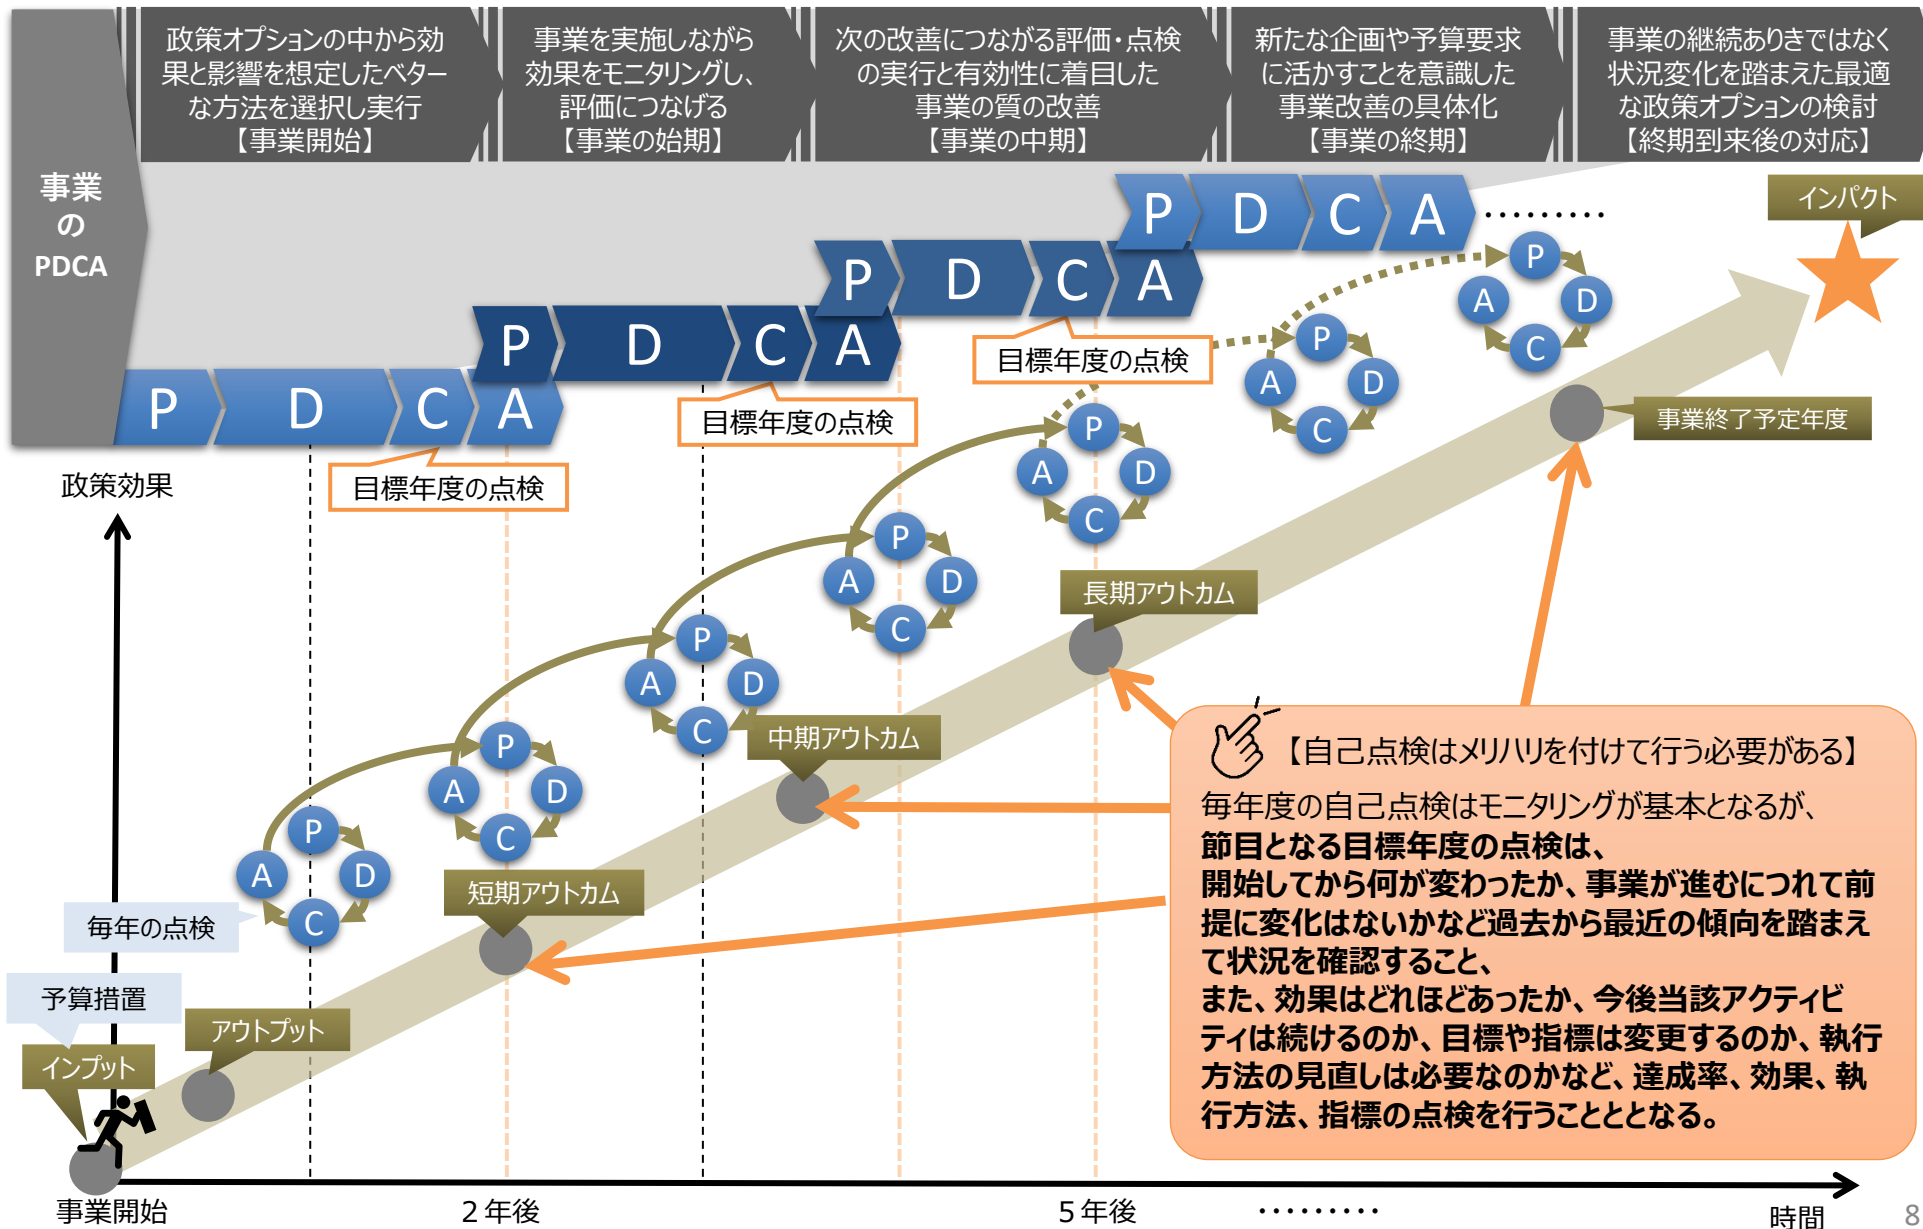 政策オプションの中から効
果と影響を想定したベター
な方法を選択し実行
【事業開始】
事業を実施しながら
効果をモニタリングし、
評価につなげる
【事業の始期】
次の改善につながる評価・点検
の実行と有効性に着目した
事業の質の改善
【事業の中期】
新たな企画や予算要求
に活かすことを意識した
事業改善の具体化
【事業の終期】
事業の継続ありきではなく
状況変化を踏まえた最適
な政策オプションの検討
【終期到来後の対応】
事業
の
PDCA
P D C A
P D C A
P D C A
P D C A
・・・・・・・・・
目標年度の点検
目標年度の点検
目標年度の点検
インパクト
事業終了予定年度
政策効果
P D C A
P D C A
P D C A
P D C A
P D C A
P D C A
P D C A
長期アウトカム
中期アウトカム
短期アウトカム
毎年の点検
予算措置
アウトプット
インプット
【自己点検はメリハリを付けて行う必要がある】
毎年度の自己点検はモニタリングが基本となるが、
節目となる目標年度の点検は、
開始してから何が変わったか、事業が進むにつれて前
提に変化はないかなど過去から最近の傾向を踏まえ
て状況を確認すること、
また、効果はどれほどあったか、今後当該アクティビ
ティは続けるのか、目標や指標は変更するのか、執行
方法の見直しは必要なのかなど、達成率、効果、執
行方法、指標の点検を行うことととなる。
事業開始
2年後
5年後
・・・・・・・・・
時間
8